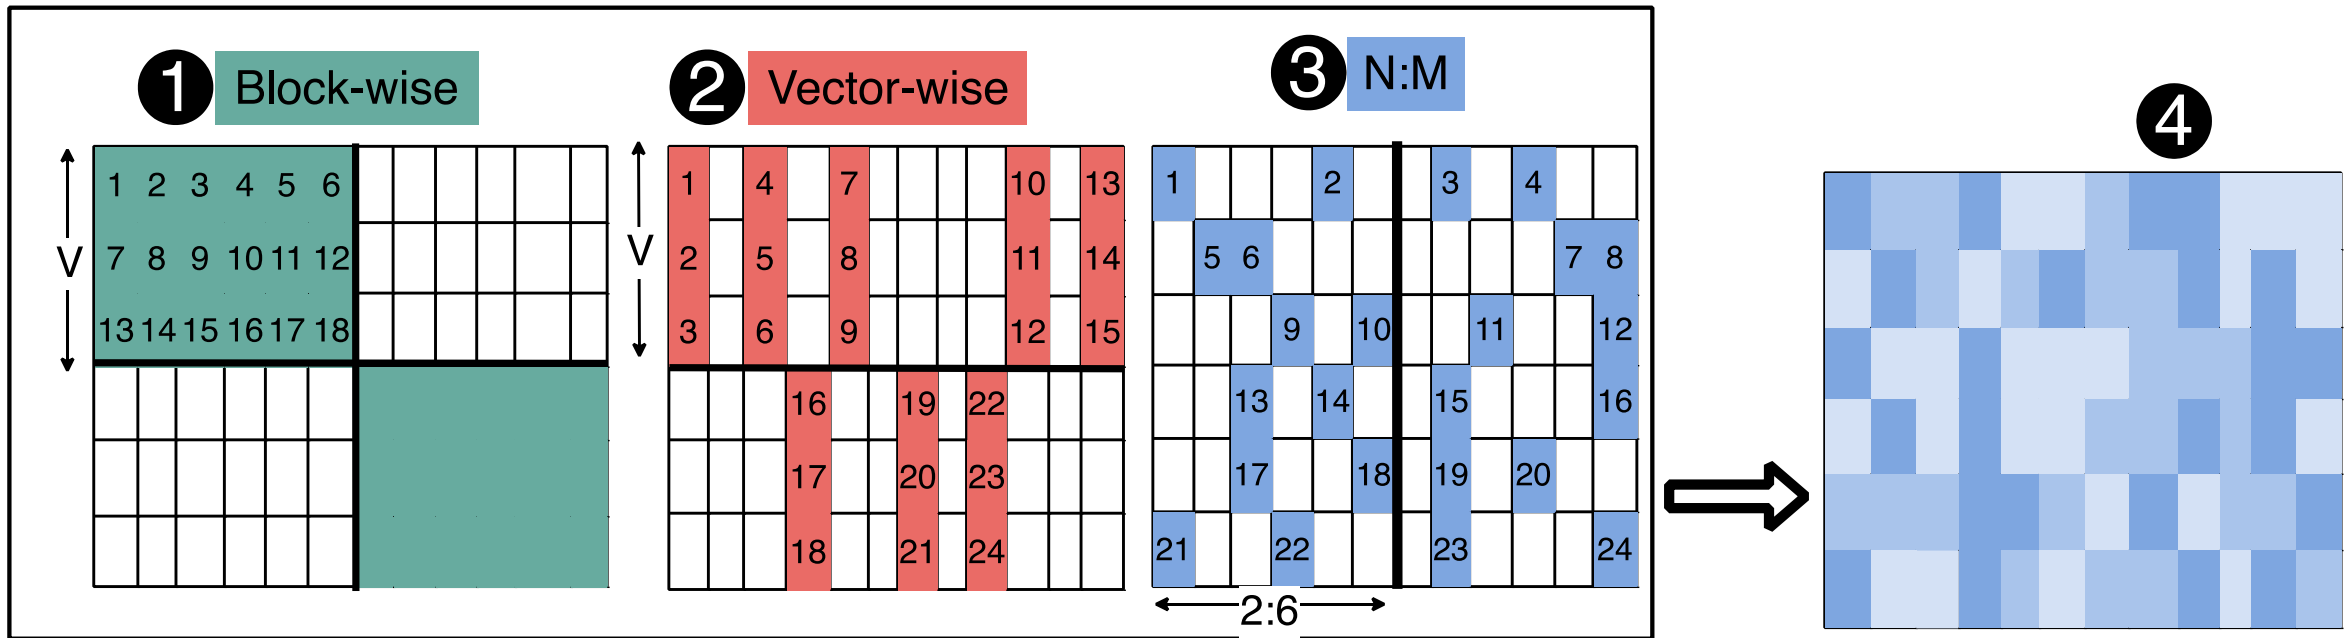 1 Block-wise
V
1 2 3 4 5 6
7 8 9 10 11 12
13 14 15 16 17 18
2 Vector-wise
V
1 4 7 10 13
2 5 8 11 14
3 6 9 12 15
16 19 22
17 20 23
18 21 24
3 N:M
1 2 3 4
5 6 7 8
9 10 11 12
13 14 15 16
17 18 19 20
21 22 23 24
2:6
4